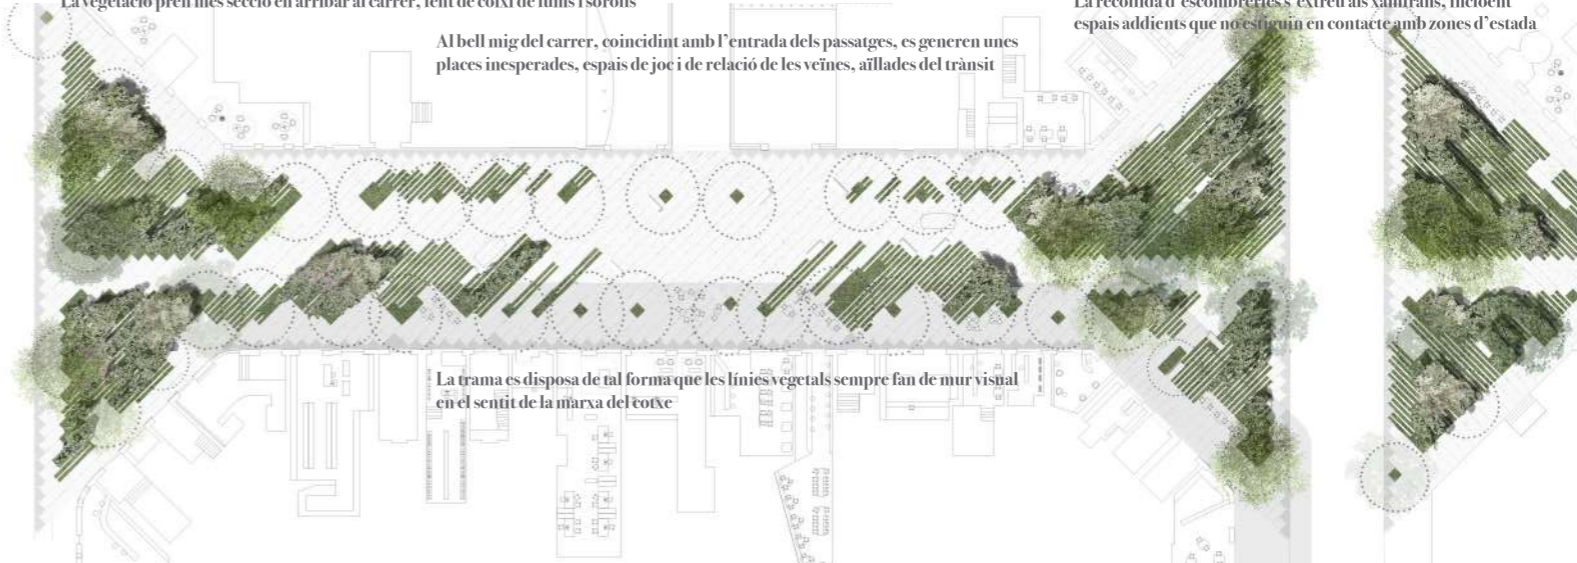 La vegetació pren més secció en arribar al carrer, fent de coixí de fums i sorolls
Al bell mig del carrer, coincidint amb l’entrada dels passatges, es generen unes
places inesperades, espais de joc i de relació de les veïnes, aïllades del trànsit
La recollida d’escombreries s’extreu als xamfrans,
espais addients que no estiguin en contacte amb zones d’estada
La trama es disposa de tal forma que les línies vegetals sempre fan de mur visual
en el sentit de la marxa del cotxe